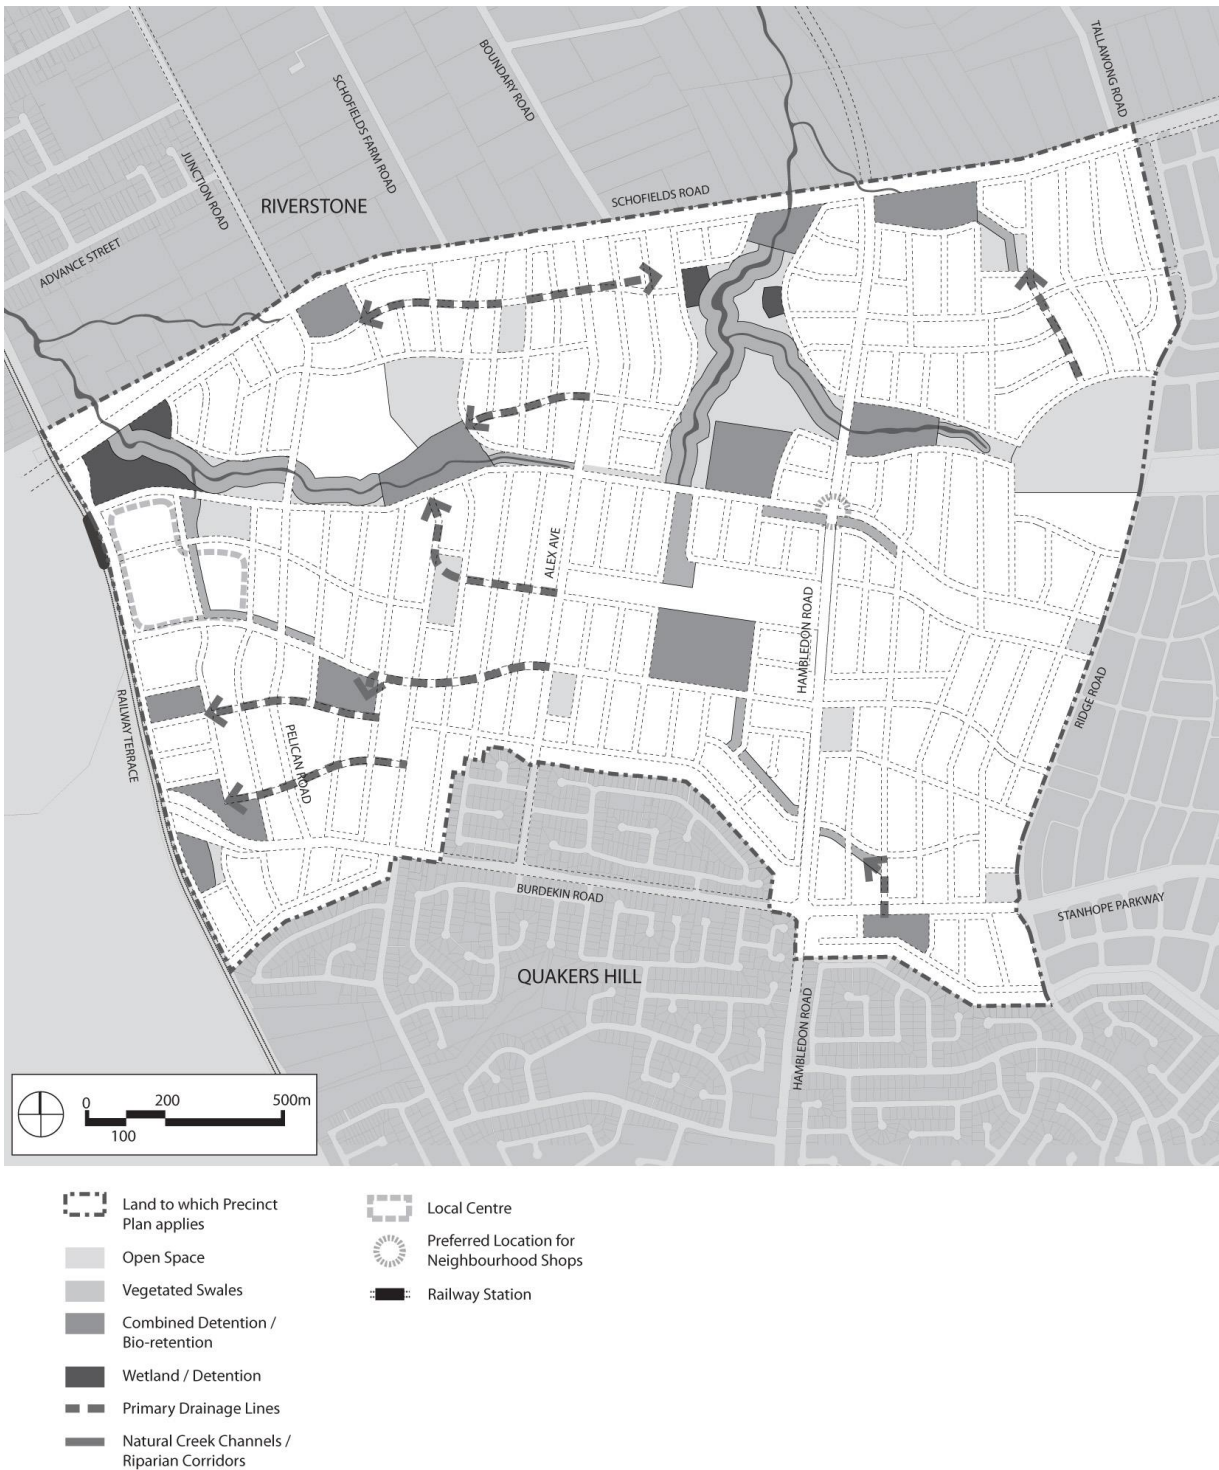 TALLAWONG ROAD
BOUNDARY ROAD
SCHOFIELDS FARM ROAD
JUNCTION ROAD
RIVERSTONE
SCHOFIELDS ROAD
ADVANCE STREET
ALEX AVE
HAMBLEDON ROAD
RIDGE ROAD
RAILWAY TERRACE
PELICAN ROAD
BURDEKIN ROAD
STANHOPE PARKWAY
QUAKERS HILL
HAMBLEDON ROAD
0 200 500m
100
Land to which Precinct
Plan applies
Open Space
Vegetated Swales
Combined Detention /
Bio-retention
Wetland / Detention
Primary Drainage Lines
Natural Creek Channels /
Riparian Corridors
Local Centre
Preferred Location for
Neighbourhood Shops
Railway Station